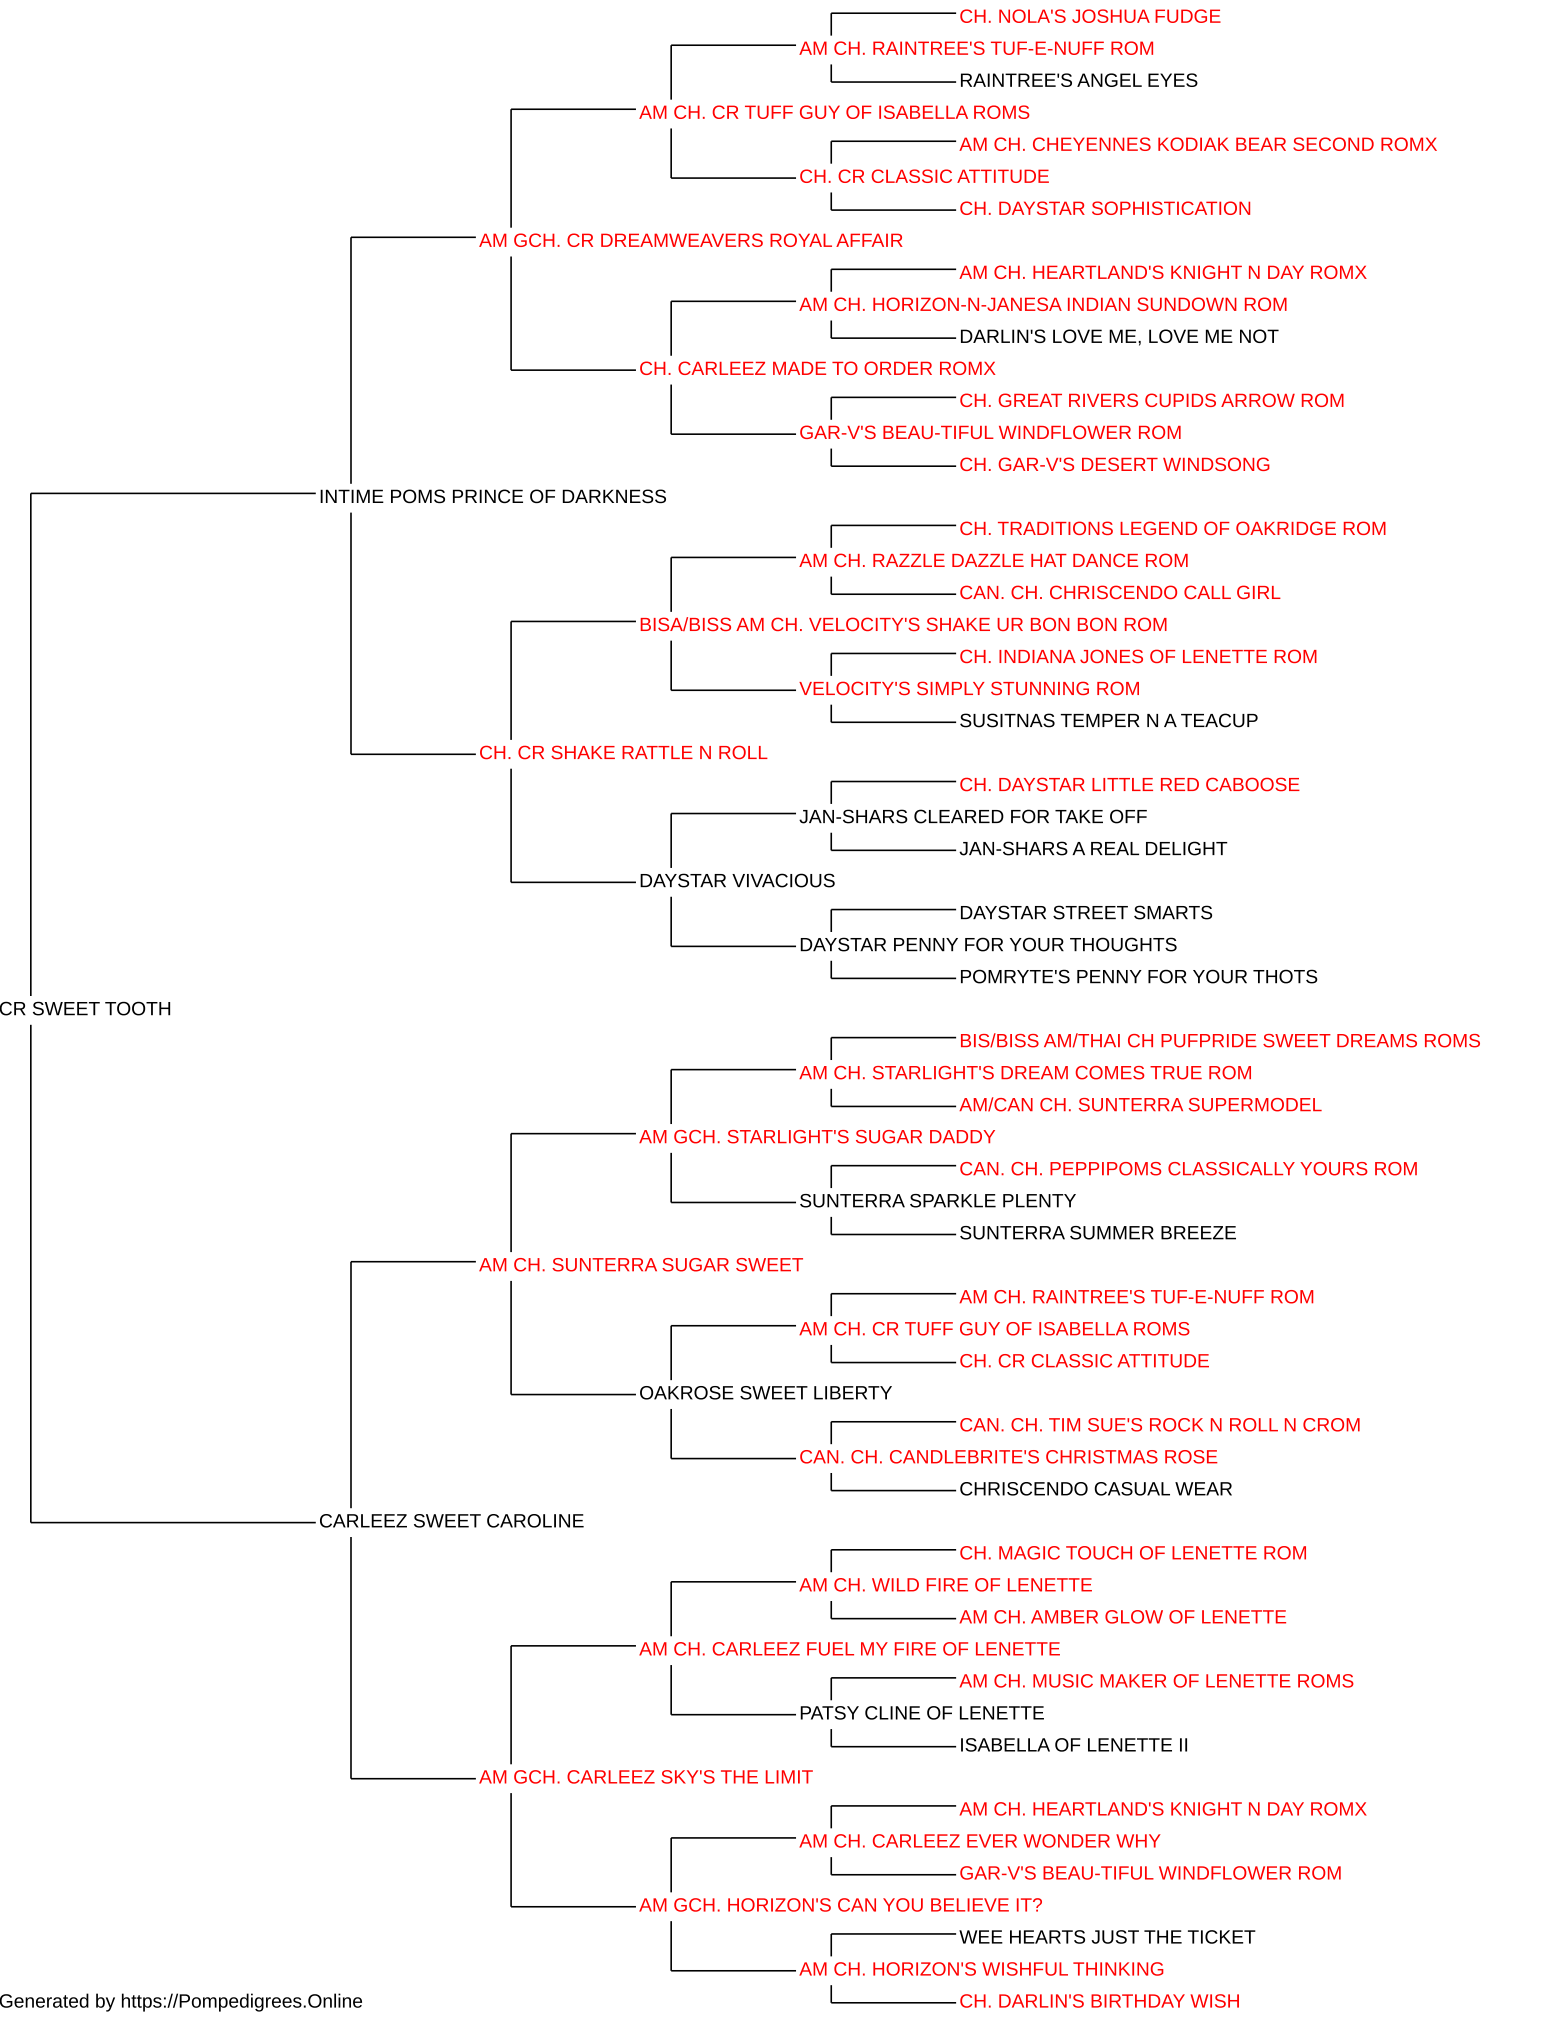 CH. NOLA'S JOSHUA FUDGE
AM CH. RAINTREE'S TUF-E-NUFF ROM
RAINTREE'S ANGEL EYES
AM CH. CR TUFF GUY OF ISABELLA ROMS
AM CH. CHEYENNES KODIAK BEAR SECOND ROMX
CH. CR CLASSIC ATTITUDE
CH. DAYSTAR SOPHISTICATION
AM GCH. CR DREAMWEAVERS ROYAL AFFAIR
AM CH. HEARTLAND'S KNIGHT N DAY ROMX
AM CH. HORIZON-N-JANESA INDIAN SUNDOWN ROM
DARLIN'S LOVE ME, LOVE ME NOT
CH. CARLEEZ MADE TO ORDER ROMX
CH. GREAT RIVERS CUPIDS ARROW ROM
GAR-V'S BEAU-TIFUL WINDFLOWER ROM
CH. GAR-V'S DESERT WINDSONG
INTIME POMS PRINCE OF DARKNESS
CH. TRADITIONS LEGEND OF OAKRIDGE ROM
AM CH. RAZZLE DAZZLE HAT DANCE ROM
CAN. CH. CHRISCENDO CALL GIRL
BISA/BISS AM CH. VELOCITY'S SHAKE UR BON BON ROM
CH. INDIANA JONES OF LENETTE ROM
VELOCITY'S SIMPLY STUNNING ROM
SUSITNAS TEMPER N A TEACUP
CH. CR SHAKE RATTLE N ROLL
CH. DAYSTAR LITTLE RED CABOOSE
JAN-SHARS CLEARED FOR TAKE OFF
JAN-SHARS A REAL DELIGHT
DAYSTAR VIVACIOUS
DAYSTAR STREET SMARTS
DAYSTAR PENNY FOR YOUR THOUGHTS
POMRYTE'S PENNY FOR YOUR THOTS
CR SWEET TOOTH
BIS/BISS AM/THAI CH PUFPRIDE SWEET DREAMS ROMS
AM CH. STARLIGHT'S DREAM COMES TRUE ROM
AM/CAN CH. SUNTERRA SUPERMODEL
AM GCH. STARLIGHT'S SUGAR DADDY
CAN. CH. PEPPIPOMS CLASSICALLY YOURS ROM
SUNTERRA SPARKLE PLENTY
SUNTERRA SUMMER BREEZE
AM CH. SUNTERRA SUGAR SWEET
AM CH. RAINTREE'S TUF-E-NUFF ROM
AM CH. CR TUFF GUY OF ISABELLA ROMS
CH. CR CLASSIC ATTITUDE
OAKROSE SWEET LIBERTY
CAN. CH. TIM SUE'S ROCK N ROLL N CROM
CAN. CH. CANDLEBRITE'S CHRISTMAS ROSE
CHRISCENDO CASUAL WEAR
CARLEEZ SWEET CAROLINE
CH. MAGIC TOUCH OF LENETTE ROM
AM CH. WILD FIRE OF LENETTE
AM CH. AMBER GLOW OF LENETTE
AM CH. CARLEEZ FUEL MY FIRE OF LENETTE
AM CH. MUSIC MAKER OF LENETTE ROMS
PATSY CLINE OF LENETTE
ISABELLA OF LENETTE II
AM GCH. CARLEEZ SKY'S THE LIMIT
AM CH. HEARTLAND'S KNIGHT N DAY ROMX
AM CH. CARLEEZ EVER WONDER WHY
GAR-V'S BEAU-TIFUL WINDFLOWER ROM
AM GCH. HORIZON'S CAN YOU BELIEVE IT?
WEE HEARTS JUST THE TICKET
AM CH. HORIZON'S WISHFUL THINKING
CH. DARLIN'S BIRTHDAY WISH
Generated by https://Pompedigrees.Online